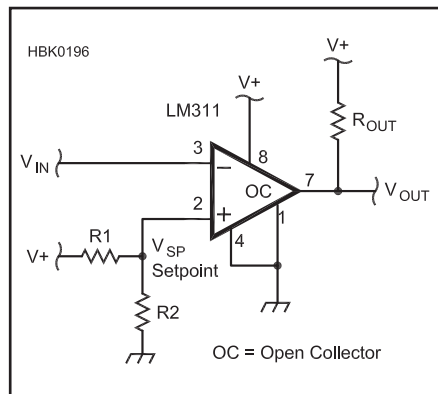 HBK0196
V+
V+
LM311
ROUT
3
8
VIN
−
OC
7
VOUT
2
+
1
4
V+
R1
VSP
Setpoint
R2
OC = Open Collector